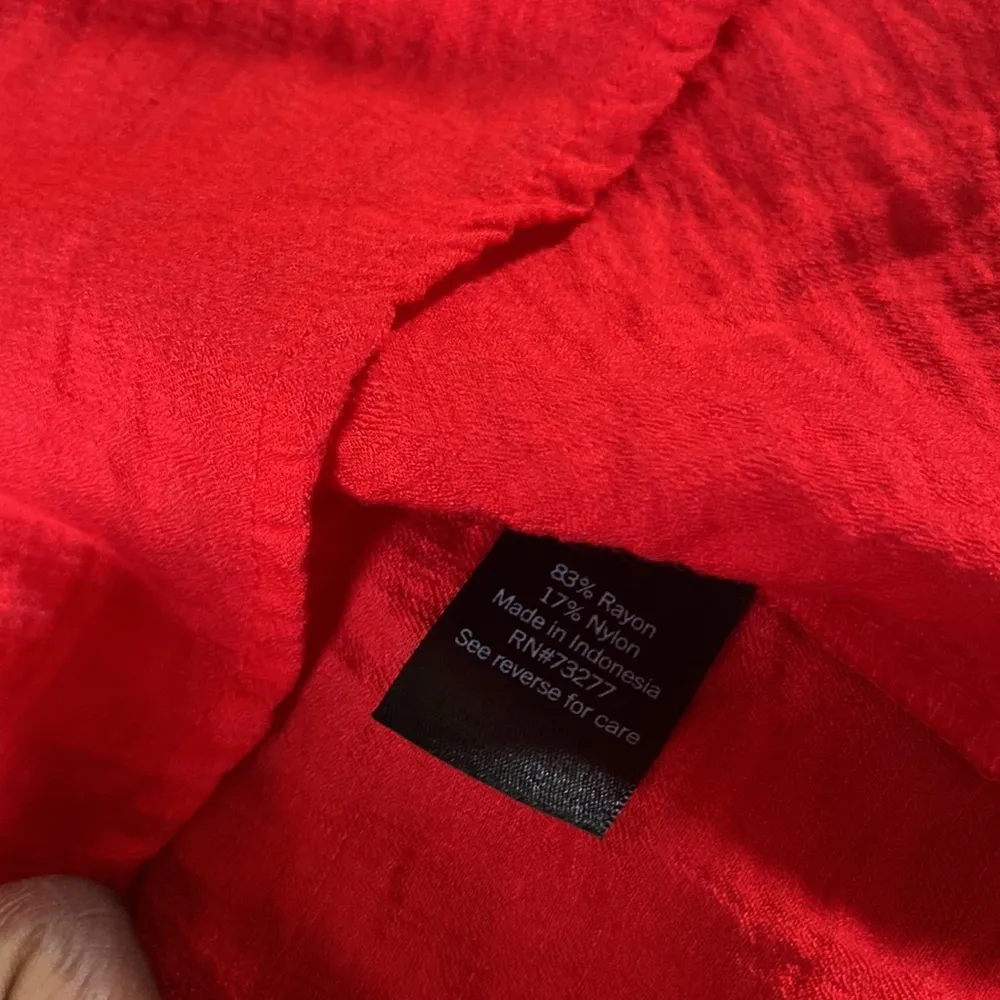 83% Rayon
17% Nylon
Made in Indonesia
RN#73277
See reverse for care